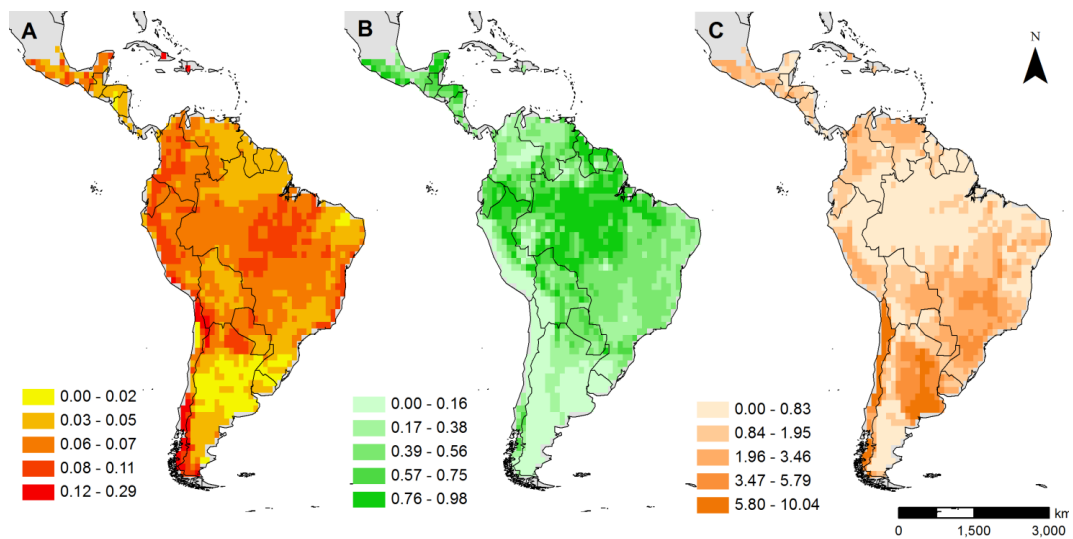 A
B
C
N
0.00 - 0.02
0.03 - 0.05
0.06 - 0.07
0.08 - 0.11
0.12 - 0.29
0.00 - 0.16
0.17 - 0.38
0.39 - 0.56
0.57 - 0.75
0.76 - 0.98
0.00 - 0.83
0.84 - 1.95
1.96 - 3.46
3.47 - 5.79
5.80 - 10.04
km
0 1,500 3,000